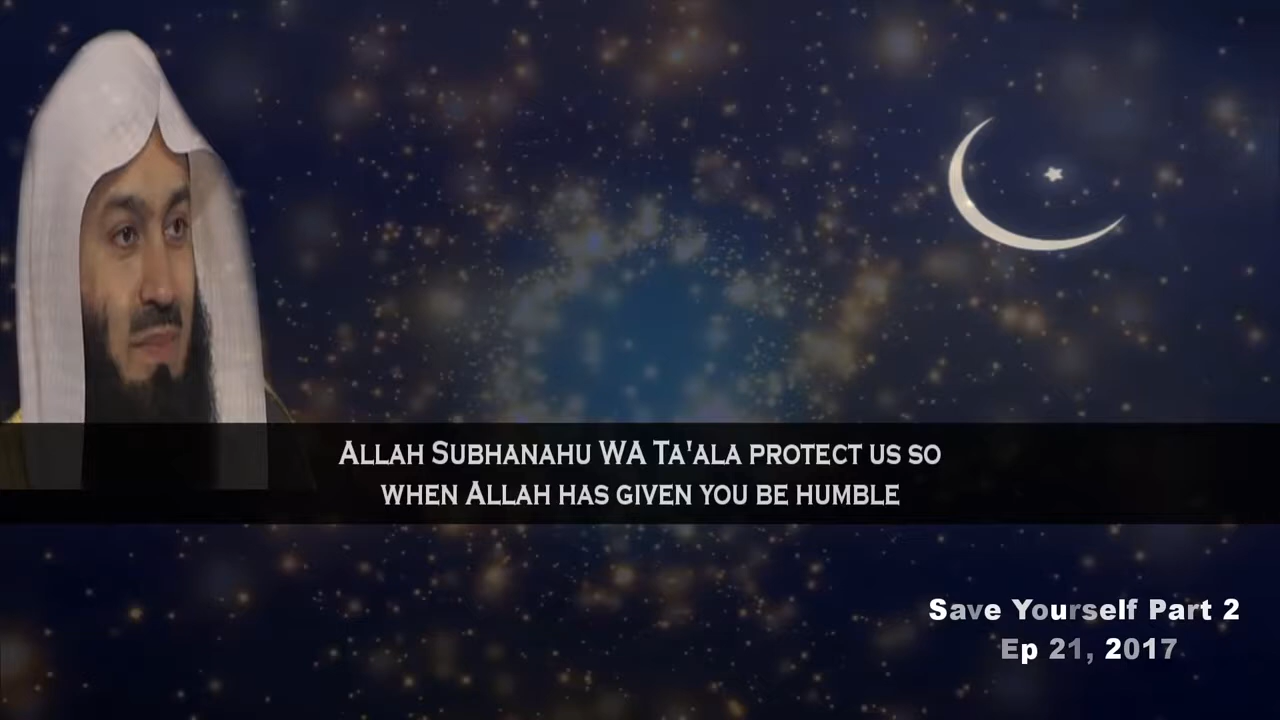 Allah Subhanahu WA Ta'ala protect us so
when Allah has given you be humble
Save Yourself Part 2
Ep 21, 2017